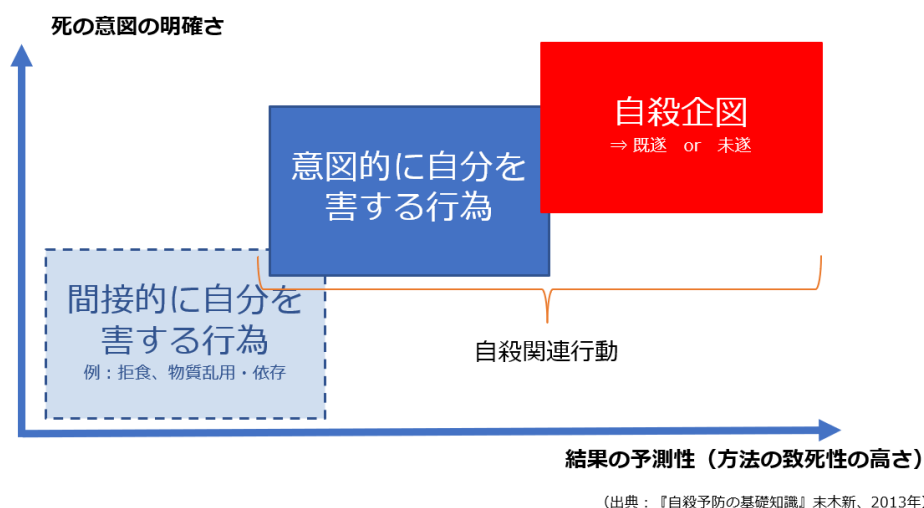 死の意図の明確さ
自殺企図
⇒ 既遂 or 未遂
意図的に自分を
害する行為
間接的に自分を
害する行為
例：拒食、物質乱用・依存
自殺関連行動
結果の予測性（方法の致死性の高さ）
（出典：『自殺予防の基礎知識』末木新、2013年）